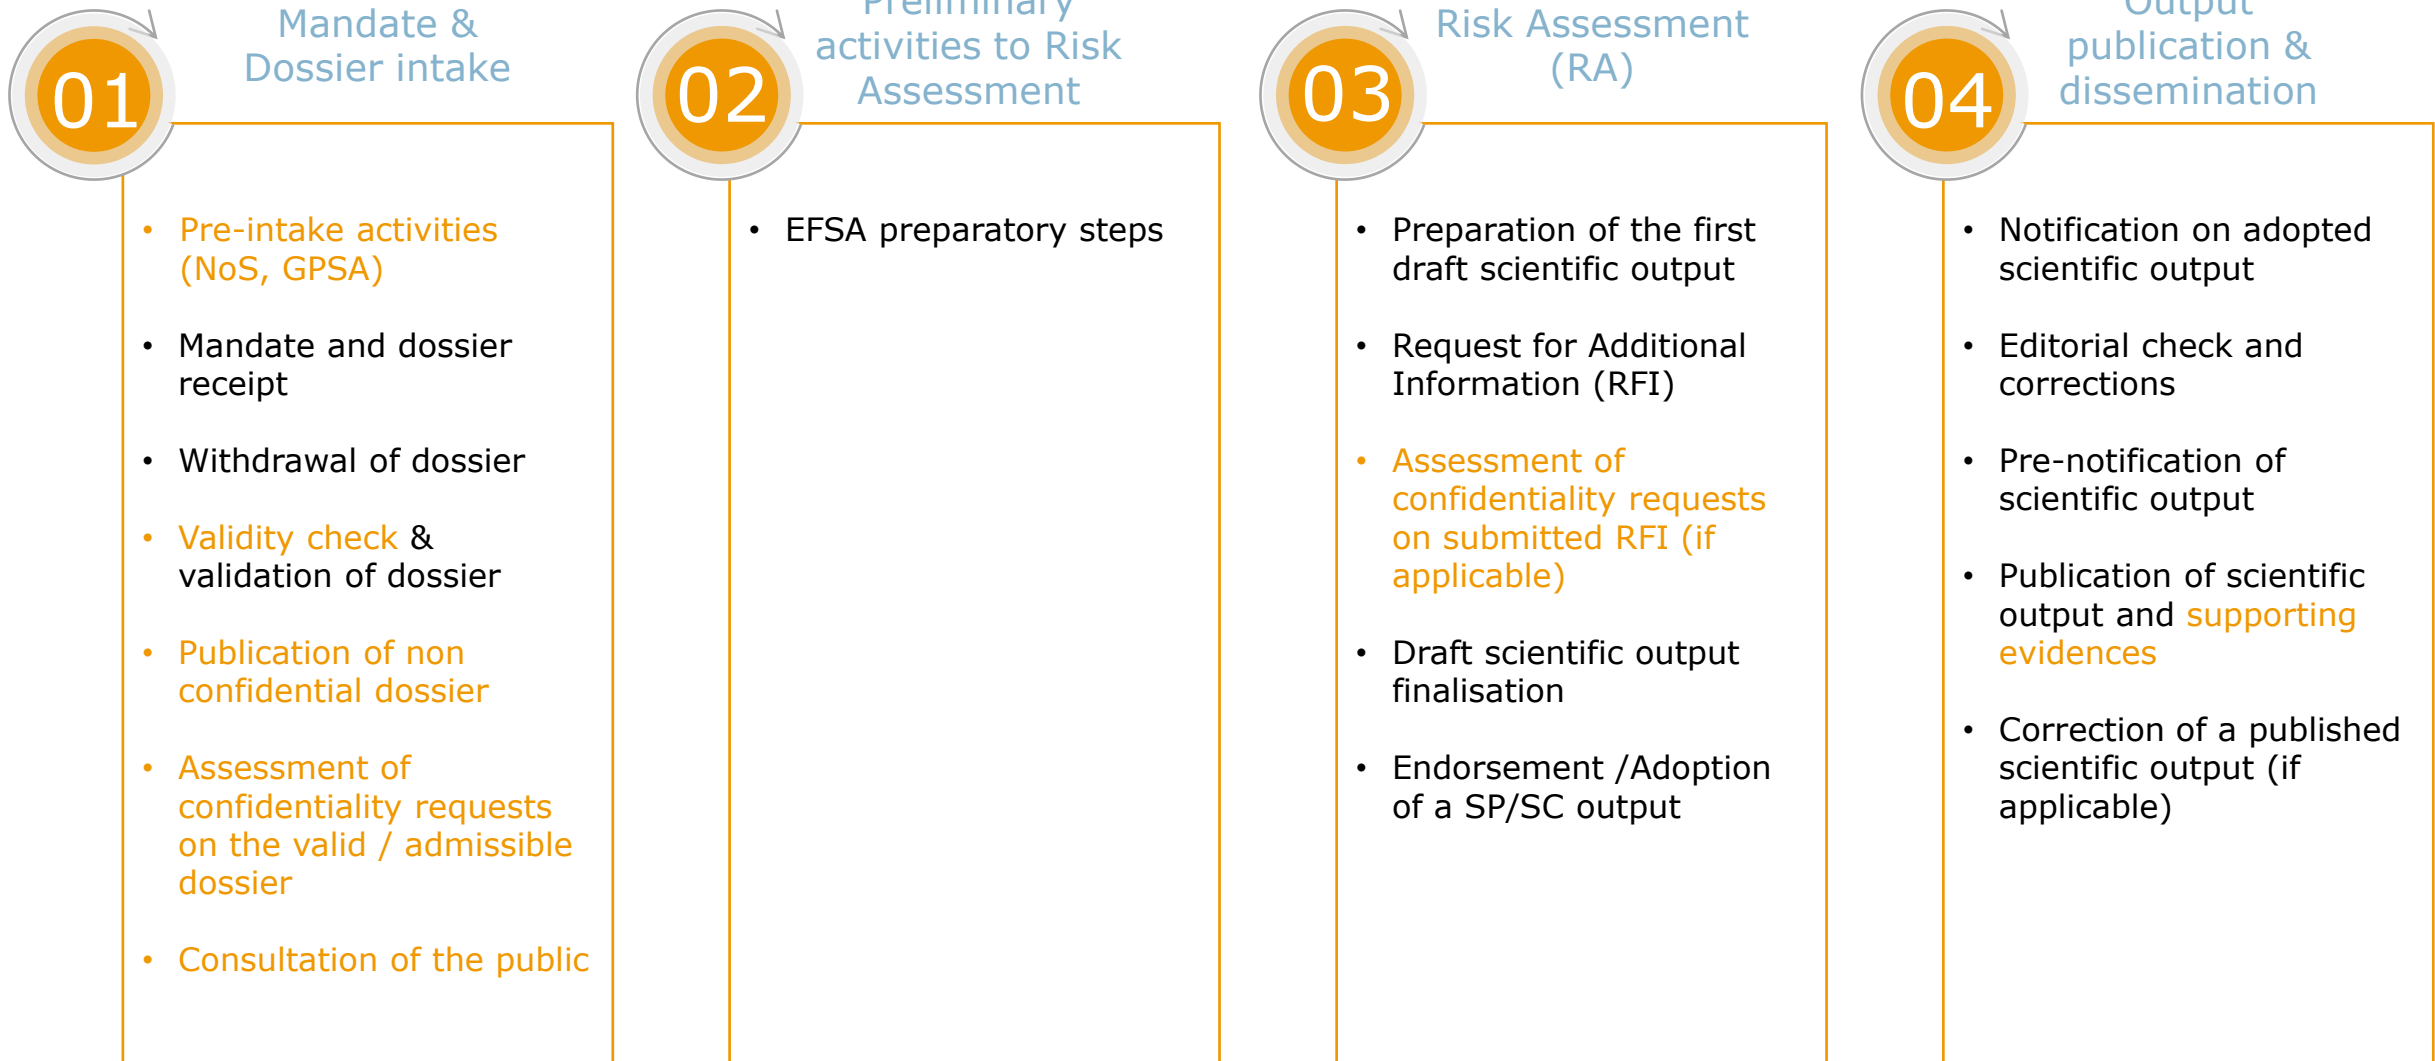 01
Mandate &
Dossier intake
• Pre-intake activities
(NoS, GPSA)
• Mandate and dossier
receipt
• Withdrawal of dossier
• Validity check &
validation of dossier
• Publication of non
confidential dossier
• Assessment of
confidentiality requests
on the valid / admissible
dossier
• Consultation of the public
02
Preliminary
activities to Risk
Assessment
• EFSA preparatory steps
03
Risk Assessment
(RA)
• Preparation of the first
draft scientific output
• Request for Additional
Information (RFI)
• Assessment of
confidentiality requests
on submitted RFI (if
applicable)
• Draft scientific output
finalisation
• Endorsement /Adoption
of a SP/SC output
04
Output
publication &
dissemination
• Notification on adopted
scientific output
• Editorial check and
corrections
• Pre-notification of
scientific output
• Publication of scientific
output and supporting
evidences
• Correction of a published
scientific output (if
applicable)